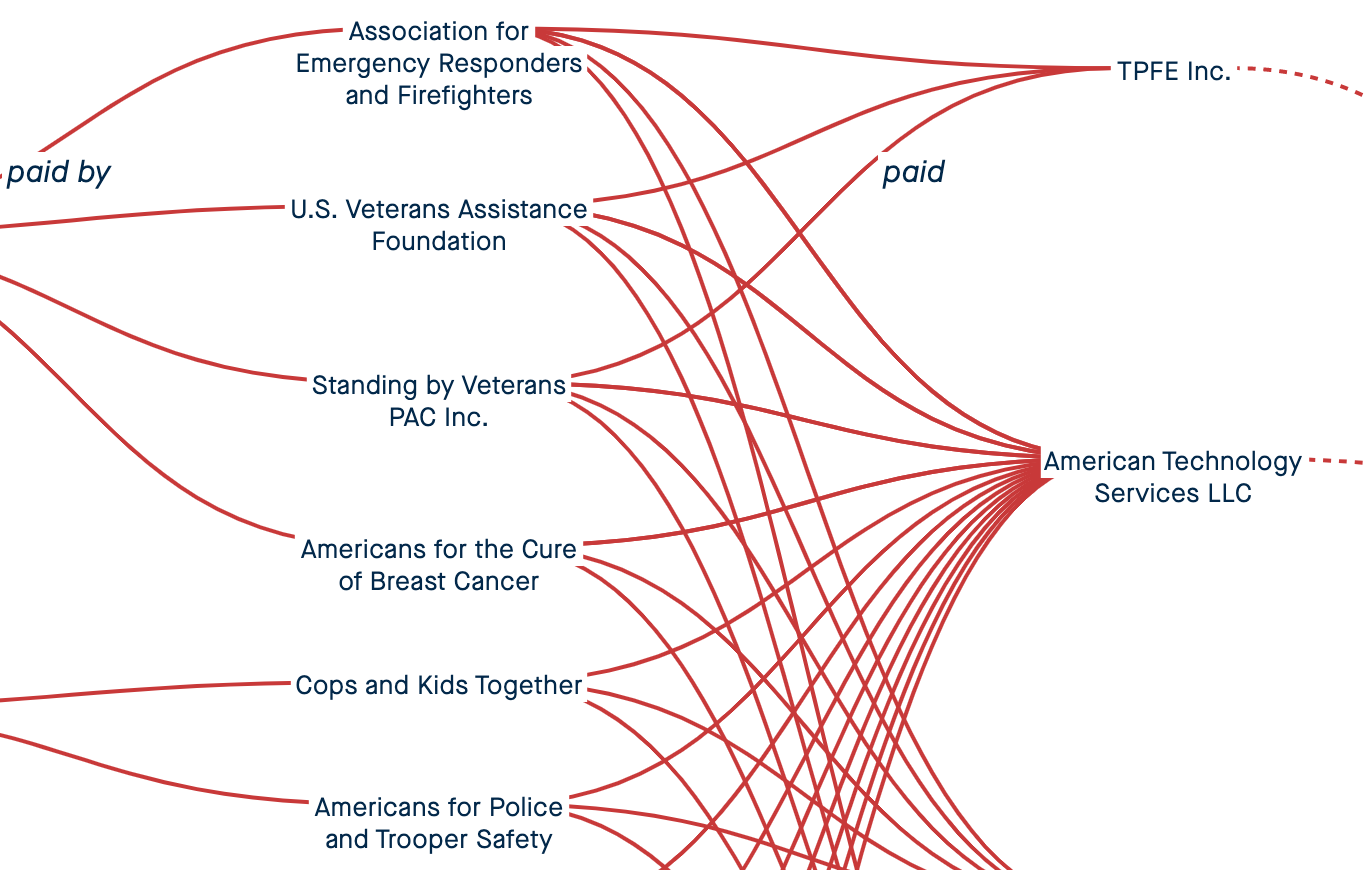 Association for
Emergency Responders
and Firefighters
TPFE Inc.
paid by
paid
U.S. Veterans Assistance
Foundation
Standing by Veterans
PAC Inc.
American Technology
Services LLC
Americans for the Cure
of Breast Cancer
Cops and Kids Together
Americans for Police
and Trooper Safety